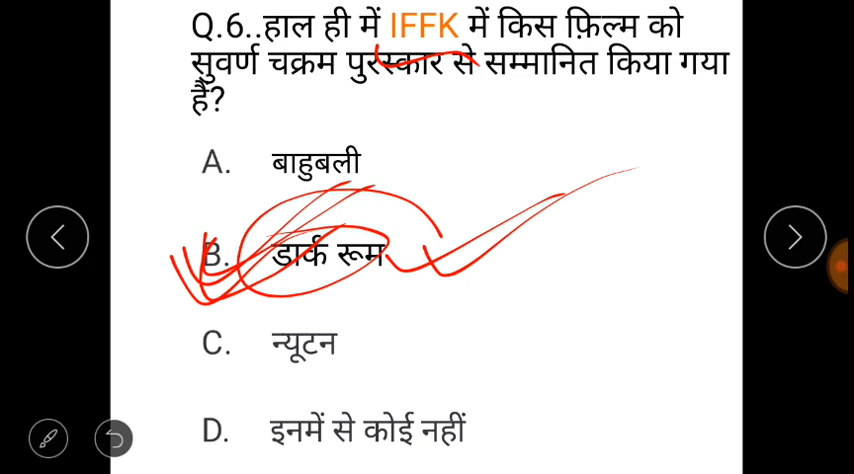 Q.6..हाल ही में IFFK में किस फ़िल्म को
सुवर्ण चक्रम पुरस्कार से सम्मानित किया गया
हैं?
A. बाहुबली
B. डार्क रूम
C. न्यूटन
D. इनमें से कोई नहीं